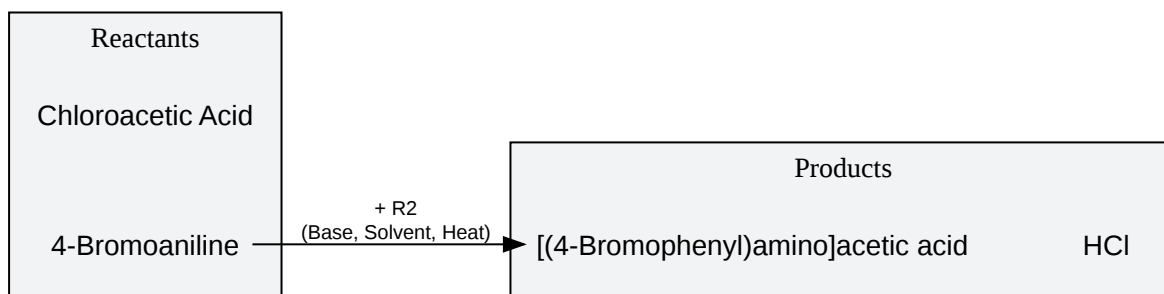 Reactants
Chloroacetic Acid
4-Bromoaniline
+ R2
(Base, Solvent, Heat)
Products
[(4-Bromophenyl)amino]acetic acid
HCl